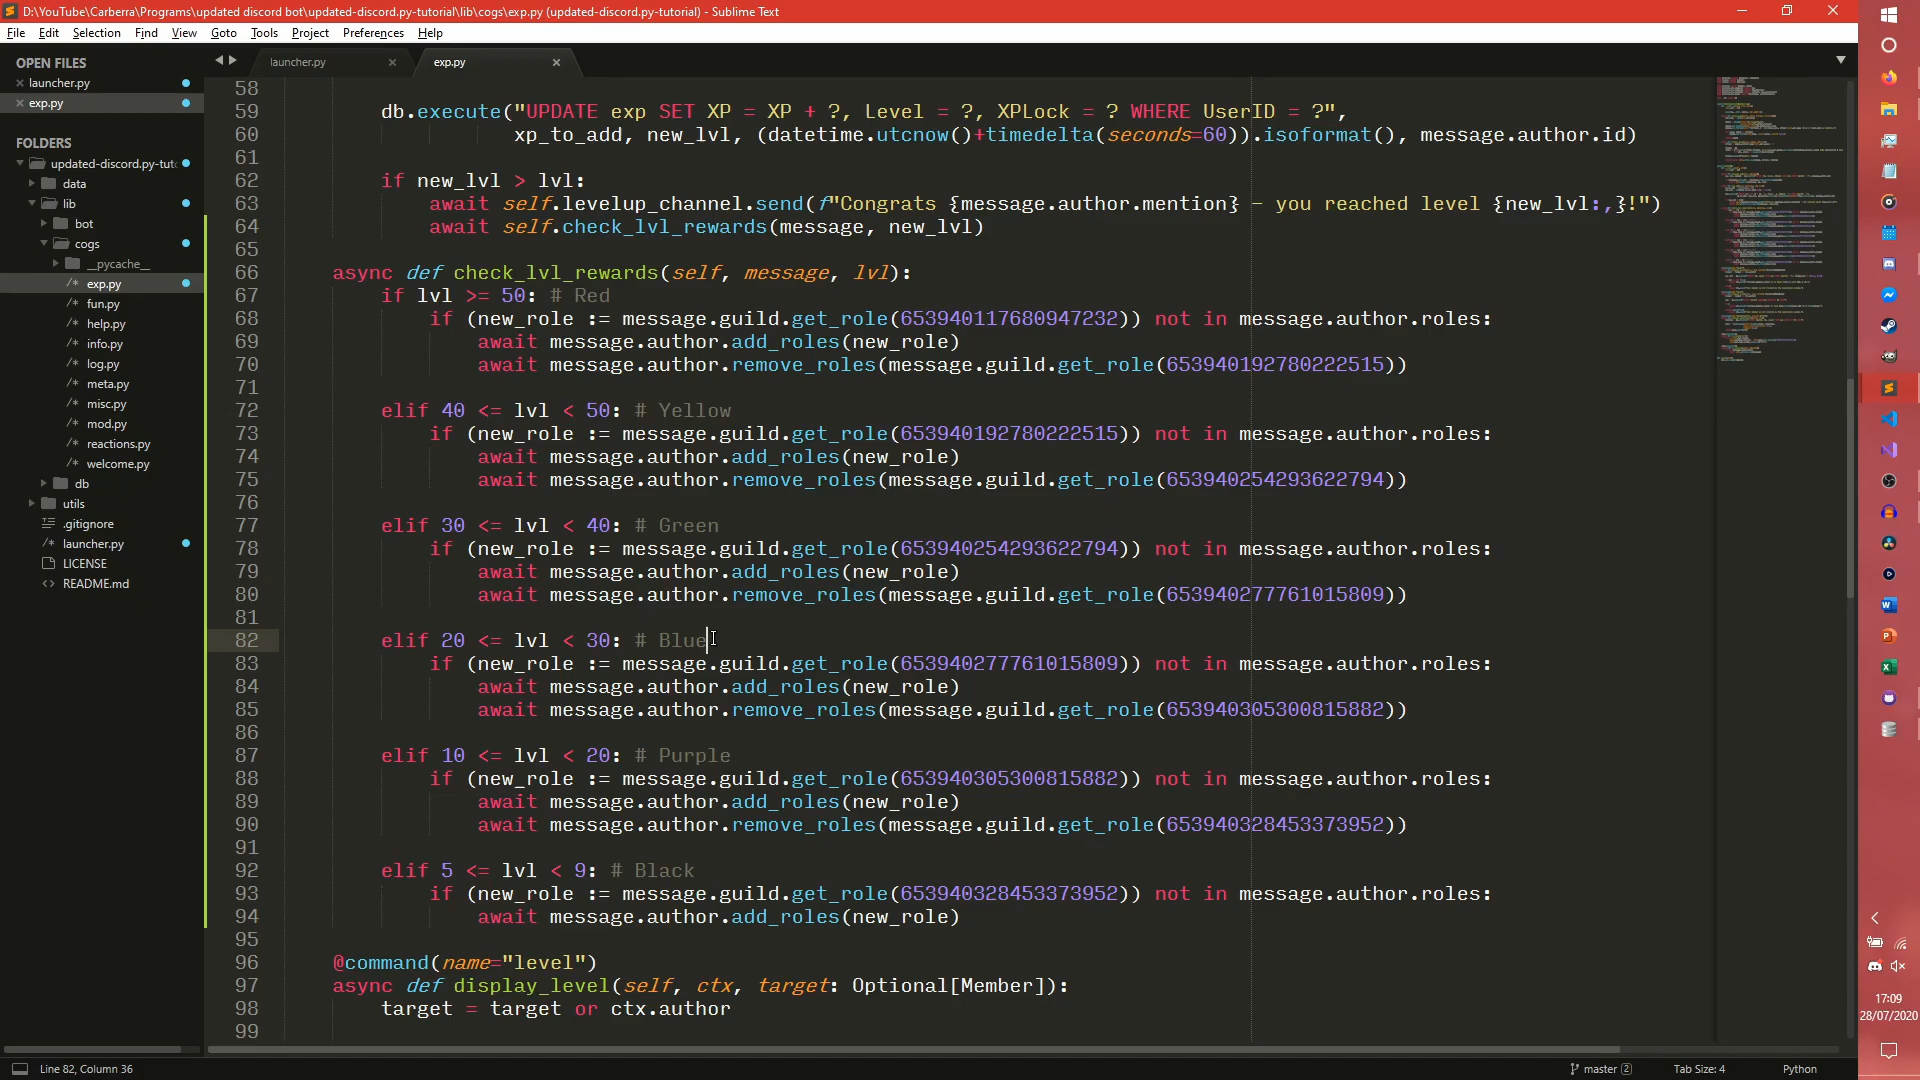 D:\YouTube\Carberra\Programs\updated discord bot\updated-discord.py-tutorial\lib\cogs\exp.py (updated-discord.py-tutorial) - Sublime Text
File Edit Selection Find View Goto Tools Project Preferences Help
OPEN FILES
launcher.py
exp.py
FOLDERS
updated-discord.py-tut
data
lib
bot
cogs
__pycache__
exp.py
fun.py
help.py
info.py
log.py
meta.py
misc.py
mod.py
reactions.py
welcome.py
db
utils
.gitignore
launcher.py
LICENSE
README.md
launcher.py exp.py
58
59 db.execute("UPDATE exp SET XP = XP + ?, Level = ?, XPLock = ? WHERE UserID = ?",
60 xp_to_add, new_lvl, (datetime.utcnow()+timedelta(seconds=60)).isoformat(), message.author.id)
61
62 if new_lvl > lvl:
63 await self.levelup_channel.send(f"Congrats {message.author.mention} – you reached level {new_lvl:,}!")
64 await self.check_lvl_rewards(message, new_lvl)
65
66 async def check_lvl_rewards(self, message, lvl):
67 if lvl >= 50: # Red
68 if (new_role := message.guild.get_role(653940117680947232)) not in message.author.roles:
69 await message.author.add_roles(new_role)
70 await message.author.remove_roles(message.guild.get_role(653940192780222515))
71
72 elif 40 <= lvl < 50: # Yellow
73 if (new_role := message.guild.get_role(653940192780222515)) not in message.author.roles:
74 await message.author.add_roles(new_role)
75 await message.author.remove_roles(message.guild.get_role(653940254293622794))
76
77 elif 30 <= lvl < 40: # Green
78 if (new_role := message.guild.get_role(653940254293622794)) not in message.author.roles:
79 await message.author.add_roles(new_role)
80 await message.author.remove_roles(message.guild.get_role(653940277761015809))
81
82 elif 20 <= lvl < 30: # Blue
83 if (new_role := message.guild.get_role(653940277761015809)) not in message.author.roles:
84 await message.author.add_roles(new_role)
85 await message.author.remove_roles(message.guild.get_role(653940305300815882))
86
87 elif 10 <= lvl < 20: # Purple
88 if (new_role := message.guild.get_role(653940305300815882)) not in message.author.roles:
89 await message.author.add_roles(new_role)
90 await message.author.remove_roles(message.guild.get_role(653940328453373952))
91
92 elif 5 <= lvl < 9: # Black
93 if (new_role := message.guild.get_role(653940328453373952)) not in message.author.roles:
94 await message.author.add_roles(new_role)
95
96 @command(name="level")
97 async def display_level(self, ctx, target: Optional[Member]):
98 target = target or ctx.author
99
Line 82, Column 36 master 2 Tab Size: 4 Python
17:09
28/07/2020